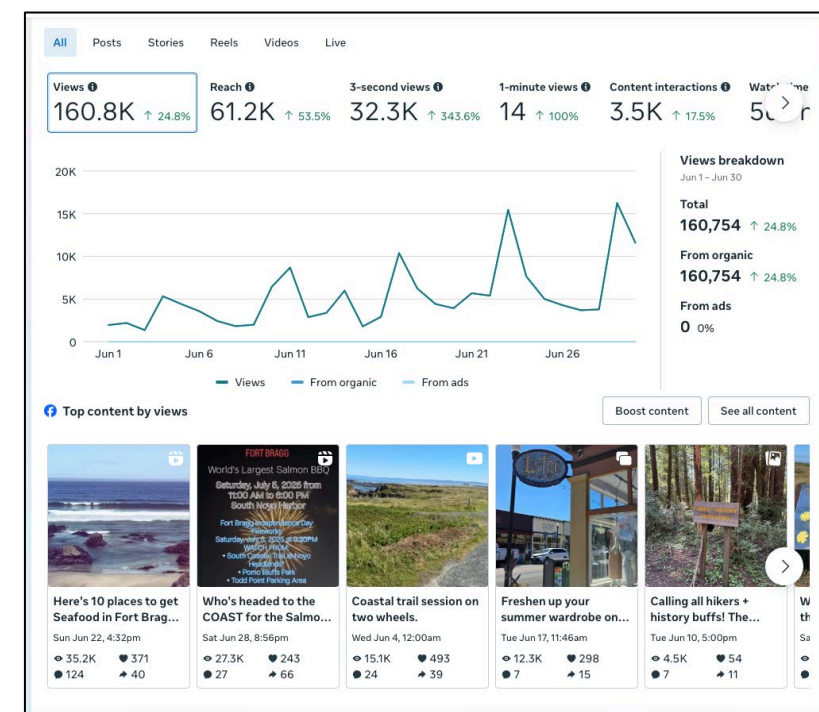 All Posts Stories Reels Videos Live
Views Reach 3-second views 1-minute views Content interactions
160.8K ↑ 24.8% 61.2K ↑ 53.5% 32.3K ↑ 343.6% 14 ↑ 100% 3.5K ↑ 17.5%
20K
15K
10K
5K
0
Jun 1 Jun 6 Jun 11 Jun 16 Jun 21 Jun 26
Views From organic From ads
Views breakdown
Jun 1 – Jun 30
Total
160,754 ↑ 24.8%
From organic
160,754 ↑ 24.8%
From ads
0 0%
Top content by views
Boost content See all content
FORT BRAGG
World's Largest Salmon BBQ
Saturday, July 5, 2025 from
11:00 AM to 6:00 PM
South Noyo Harbor
Fort Bragg Independence Day
Fireworks
Saturday, July 5, 2025 at 9:30PM
WATCH FROM:
• South Coastal Trail at Noyo
Headlands
• Pomo Bluffs Park
• Todd Point Parking Area
Here's 10 places to get
Seafood in Fort Brag...
Sun Jun 22, 4:32pm
35.2K 371
124 40
Who's headed to the
COAST for the Salmo...
Sat Jun 28, 8:56pm
27.3K 243
27 66
Coastal trail session on
two wheels.
Wed Jun 4, 12:00am
15.1K 493
24 39
Freshen up your
summer wardrobe on...
Tue Jun 17, 11:46am
12.3K 298
7 15
Calling all hikers +
history buffs! The...
Tue Jun 10, 5:00pm
4.5K 54
7 11